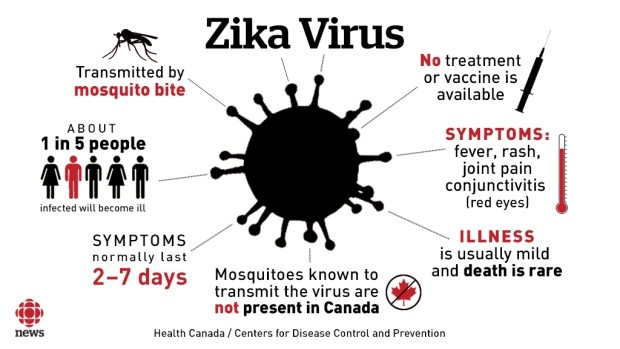 Zika Virus
Transmitted by
mosquito bite
No treatment
or vaccine is
available
ABOUT
1 in 5 people
infected will become ill
SYMPTOMS:
fever, rash,
joint pain
conjunctivitis
(red eyes)
SYMPTOMS
normally last
2–7 days
ILLNESS
is usually mild
and death is rare
Mosquitoes known to
transmit the virus are
not present in Canada
news
Health Canada / Centers for Disease Control and Prevention